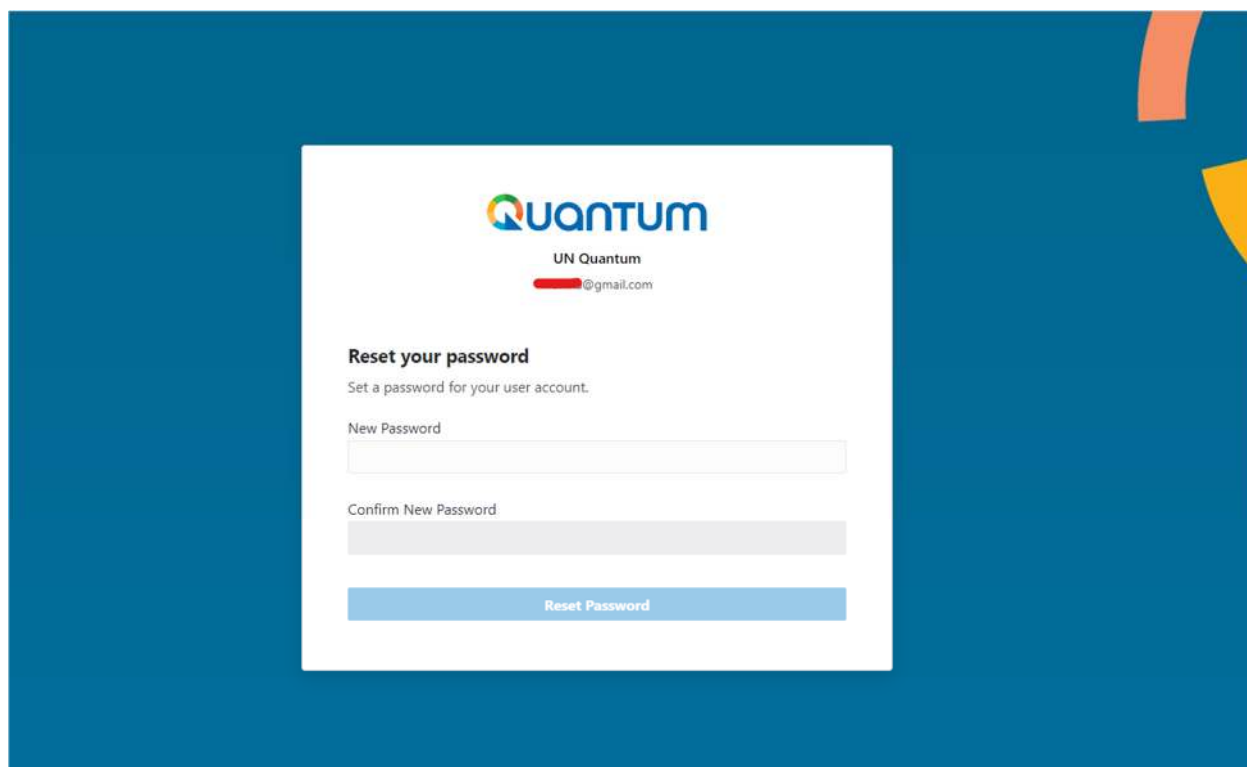 QUANTUM
UN Quantum
@gmail.com
Reset your password
Set a password for your user account.
New Password
Confirm New Password
Reset Password